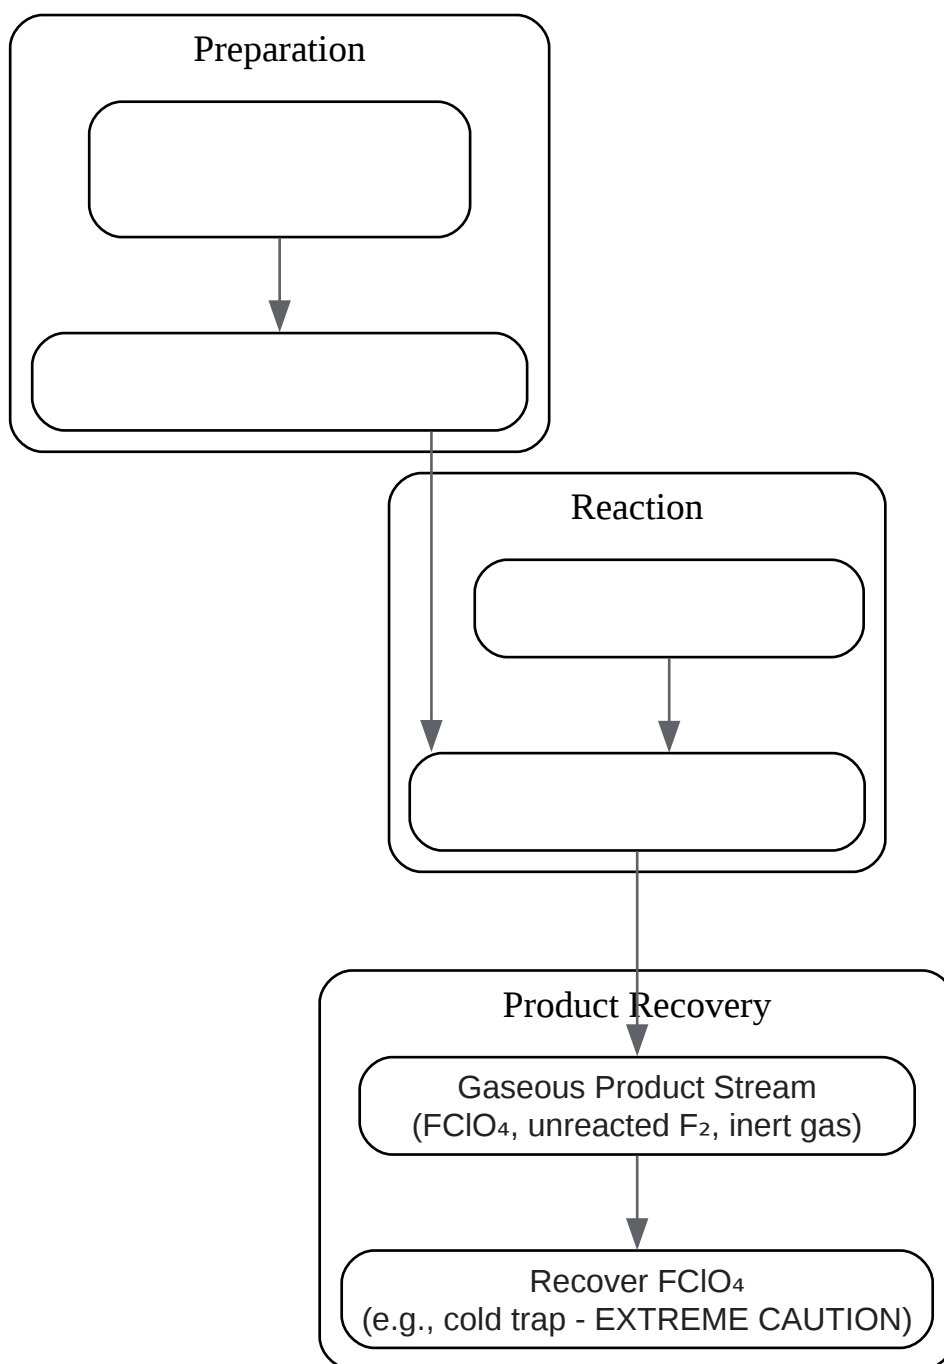 Preparation
Reaction
Product Recovery
Gaseous Product Stream
(FClO₄, unreacted F₂, inert gas)
Recover FClO₄
(e.g., cold trap - EXTREME CAUTION)